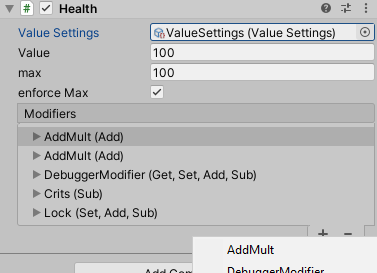 # Health
Value Settings ValueSettings (Value Settings)
Value 100
max 100
enforce Max
Modifiers
AddMult (Add)
AddMult (Add)
DebuggerModifier (Get, Set, Add, Sub)
Crits (Sub)
Lock (Set, Add, Sub)
+ −
AddMult
Add Com
DebuggerModifier